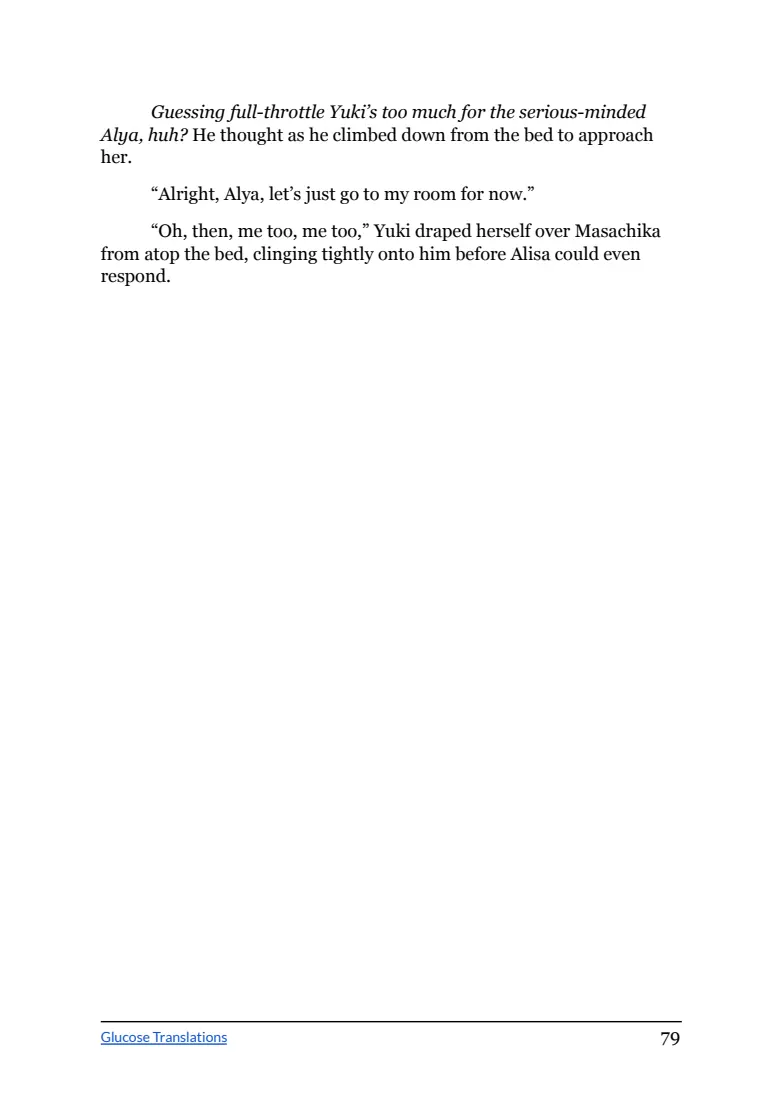 Guessing full-throttle Yuki’s too much for the serious-minded
Alya, huh? He thought as he climbed down from the bed to approach
her.
“Alright, Alya, let’s just go to my room for now.”
“Oh, then, me too, me too,” Yuki draped herself over Masachika
from atop the bed, clinging tightly onto him before Alisa could even
respond.
Glucose Translations
79